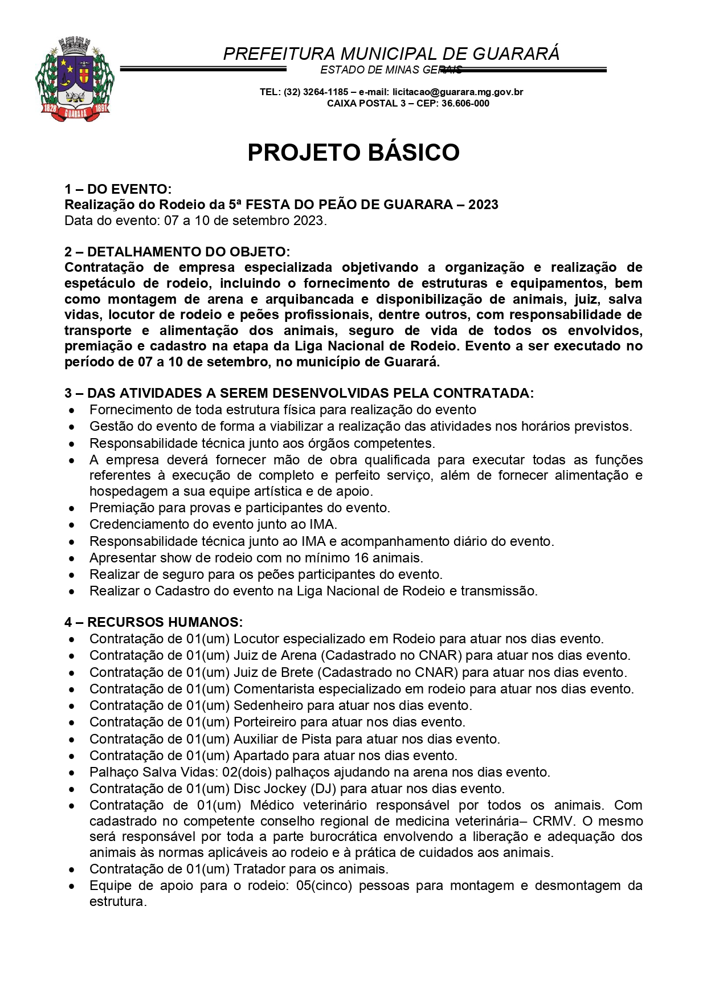 PREFEITURA MUNICIPAL DE GUARARÁ
ESTADO DE MINAS GERAIS
TEL: (32) 3264-1185 – e-mail: licitacao@guarara.mg.gov.br
CAIXA POSTAL 3 – CEP: 36.606-000
1828 GUARARÁ 1891
PROJETO BÁSICO
1 – DO EVENTO:
Realização do Rodeio da 5ª FESTA DO PEÃO DE GUARARA – 2023
Data do evento: 07 a 10 de setembro 2023.
2 – DETALHAMENTO DO OBJETO:
Contratação de empresa especializada objetivando a organização e realização de
espetáculo de rodeio, incluindo o fornecimento de estruturas e equipamentos, bem
como montagem de arena e arquibancada e disponibilização de animais, juiz, salva
vidas, locutor de rodeio e peões profissionais, dentre outros, com responsabilidade de
transporte e alimentação dos animais, seguro de vida de todos os envolvidos,
premiação e cadastro na etapa da Liga Nacional de Rodeio. Evento a ser executado no
período de 07 a 10 de setembro, no município de Guarará.
3 – DAS ATIVIDADES A SEREM DESENVOLVIDAS PELA CONTRATADA:
• Fornecimento de toda estrutura física para realização do evento
• Gestão do evento de forma a viabilizar a realização das atividades nos horários previstos.
• Responsabilidade técnica junto aos órgãos competentes.
• A empresa deverá fornecer mão de obra qualificada para executar todas as funções
referentes à execução de completo e perfeito serviço, além de fornecer alimentação e
hospedagem a sua equipe artística e de apoio.
• Premiação para provas e participantes do evento.
• Credenciamento do evento junto ao IMA.
• Responsabilidade técnica junto ao IMA e acompanhamento diário do evento.
• Apresentar show de rodeio com no mínimo 16 animais.
• Realizar de seguro para os peões participantes do evento.
• Realizar o Cadastro do evento na Liga Nacional de Rodeio e transmissão.
4 – RECURSOS HUMANOS:
• Contratação de 01(um) Locutor especializado em Rodeio para atuar nos dias evento.
• Contratação de 01(um) Juiz de Arena (Cadastrado no CNAR) para atuar nos dias evento.
• Contratação de 01(um) Juiz de Brete (Cadastrado no CNAR) para atuar nos dias evento.
• Contratação de 01(um) Comentarista especializado em rodeio para atuar nos dias evento.
• Contratação de 01(um) Sedenheiro para atuar nos dias evento.
• Contratação de 01(um) Porteireiro para atuar nos dias evento.
• Contratação de 01(um) Auxiliar de Pista para atuar nos dias evento.
• Contratação de 01(um) Apartado para atuar nos dias evento.
• Palhaço Salva Vidas: 02(dois) palhaços ajudando na arena nos dias evento.
• Contratação de 01(um) Disc Jockey (DJ) para atuar nos dias evento.
• Contratação de 01(um) Médico veterinário responsável por todos os animais. Com
cadastrado no competente conselho regional de medicina veterinária– CRMV. O mesmo
será responsável por toda a parte burocrática envolvendo a liberação e adequação dos
animais às normas aplicáveis ao rodeio e à prática de cuidados aos animais.
• Contratação de 01(um) Tratador para os animais.
• Equipe de apoio para o rodeio: 05(cinco) pessoas para montagem e desmontagem da
estrutura.